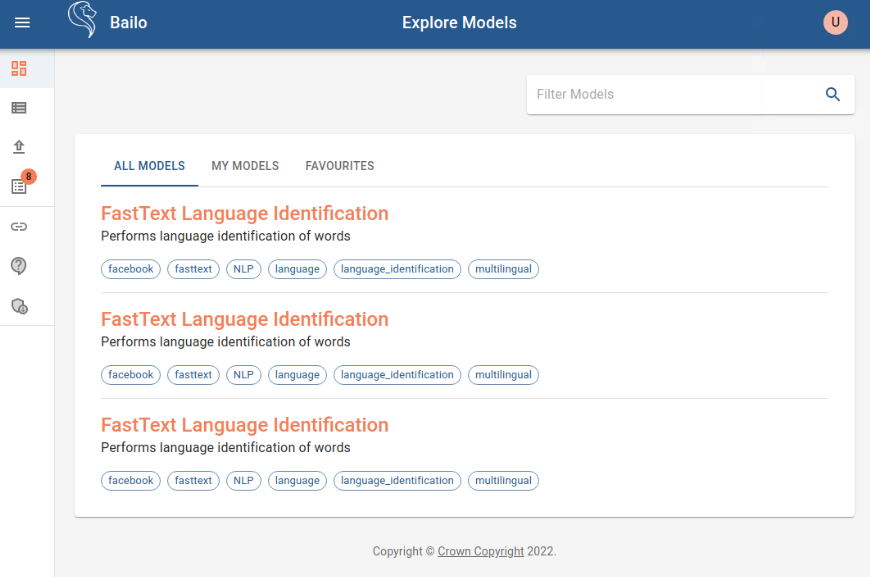 Bailo
Explore Models
U
Filter Models
8
ALL MODELS MY MODELS FAVOURITES
FastText Language Identification
Performs language identification of words
facebook fasttext NLP language language_identification multilingual
FastText Language Identification
Performs language identification of words
facebook fasttext NLP language language_identification multilingual
FastText Language Identification
Performs language identification of words
facebook fasttext NLP language language_identification multilingual
Copyright © Crown Copyright 2022.